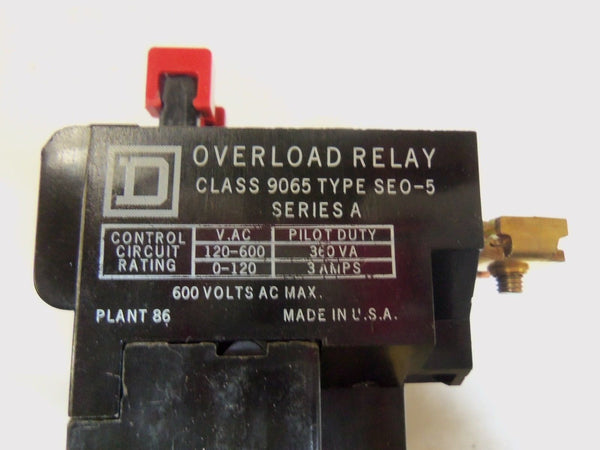 D
OVERLOAD RELAY
CLASS 9065 TYPE SEO-5
SERIES A
CONTROL CIRCUIT RATING
V.AC PILOT DUTY
120-600 360 VA
0-120 3 AMPS
600 VOLTS AC MAX.
PLANT 86 MADE IN U.S.A.